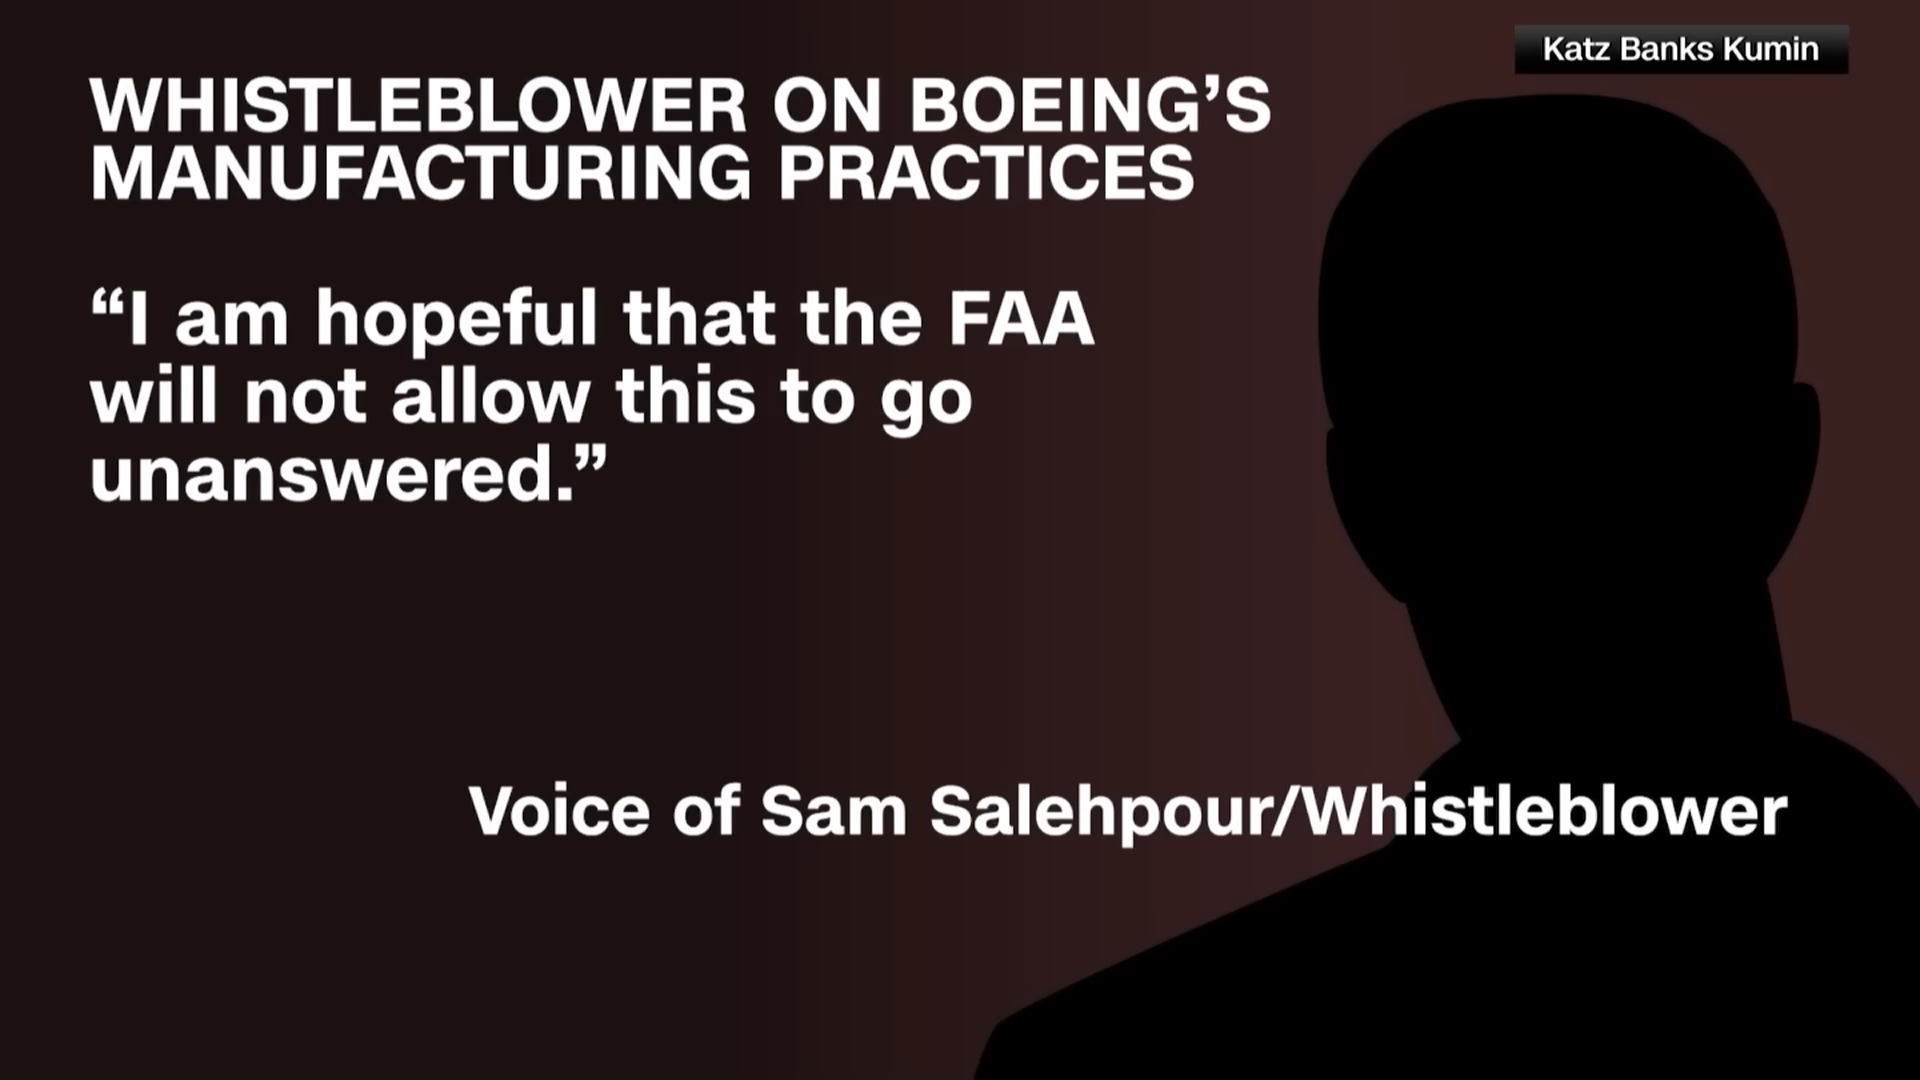 Katz Banks Kumin
WHISTLEBLOWER ON BOEING’S
MANUFACTURING PRACTICES
“I am hopeful that the FAA
will not allow this to go
unanswered.”
Voice of Sam Salehpour/Whistleblower